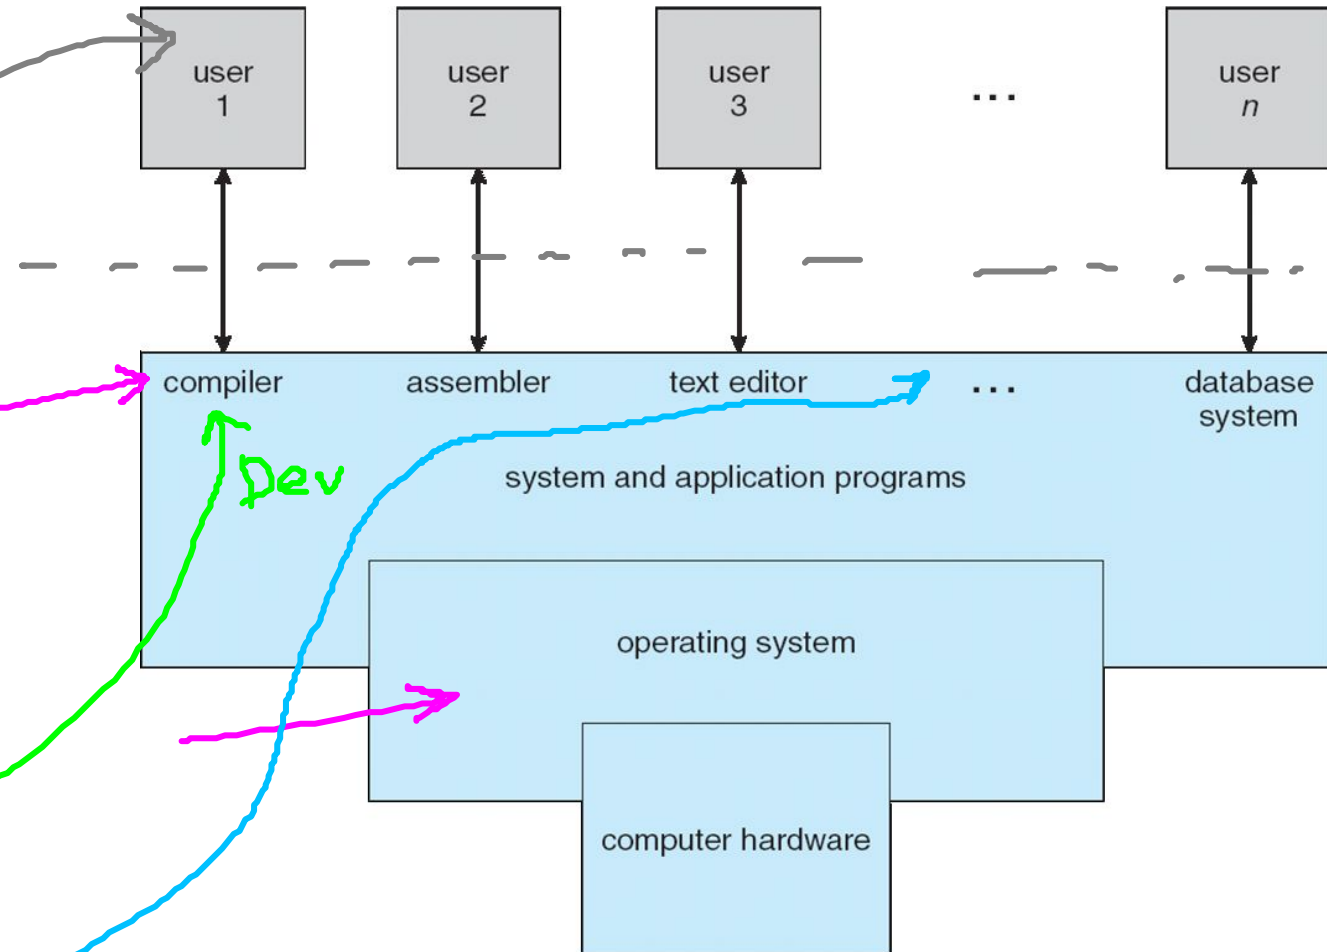 user
1
user
2
user
3
...
user
n
compiler
assembler
text editor
...
database
system
Dev
system and application programs
operating system
computer hardware